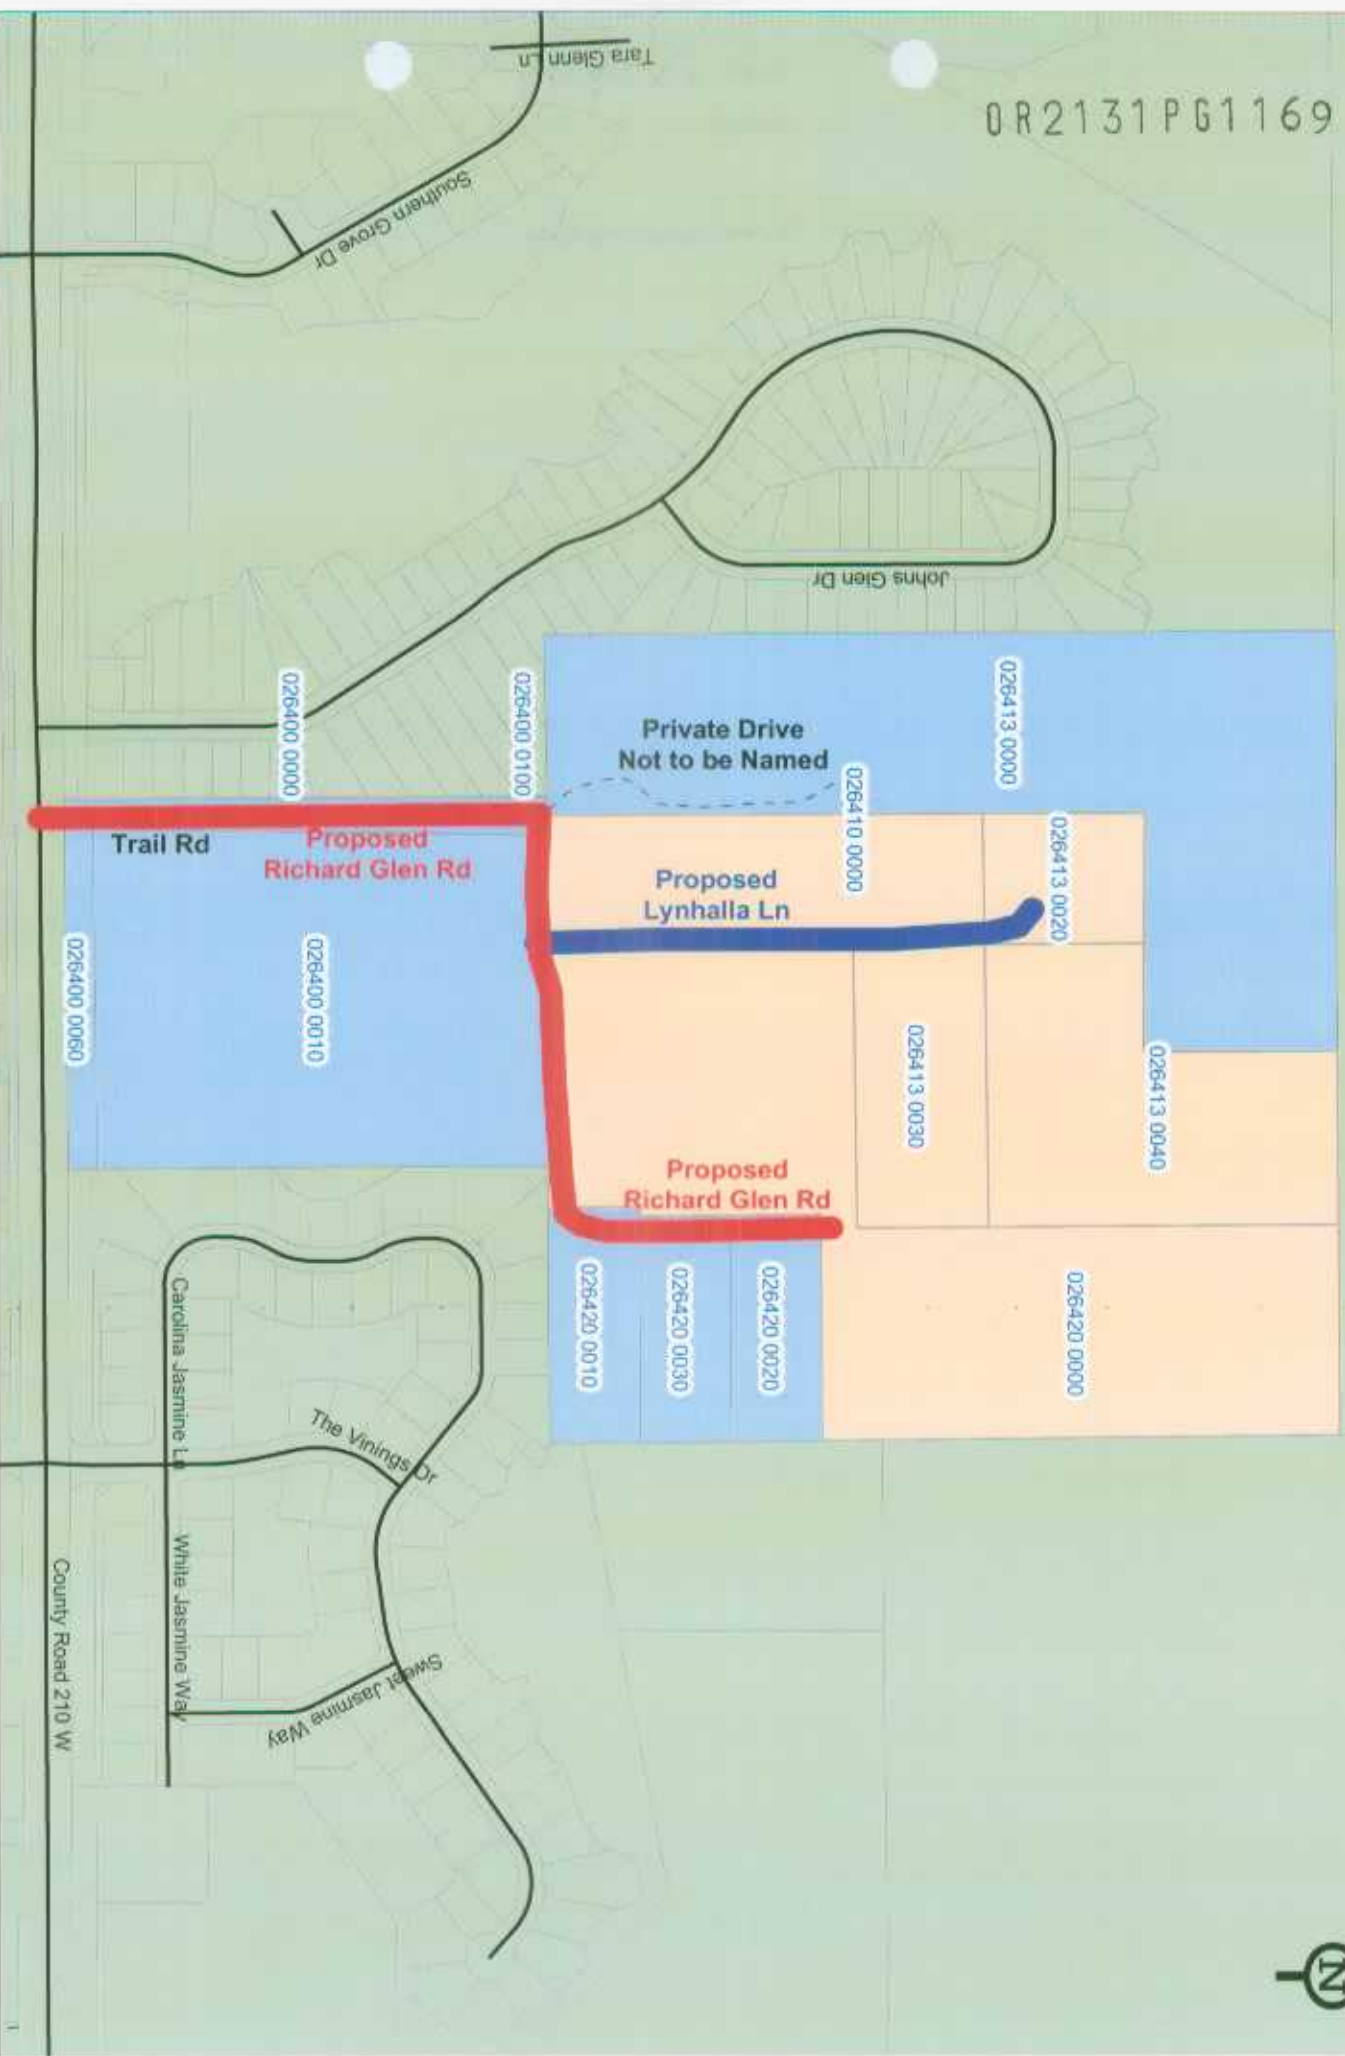 OR2131PG1169
Tara Glenn Ln
Southern Grove Dr
Johns Glen Dr
026413 0000
026400 0000
026400 0100
Private Drive
Not to be Named
026410 0000
026413 0020
Trail Rd
Proposed
Richard Glen Rd
Proposed
Lynhalla Ln
026400 0060
026400 0010
026413 0030
026413 0040
Proposed
Richard Glen Rd
026420 0010
026420 0030
026420 0020
026420 0000
Carolina Jasmine Ln
The Vinings Dr
White Jasmine Way
County Road 210 W
Sweet Jasmine Way
N